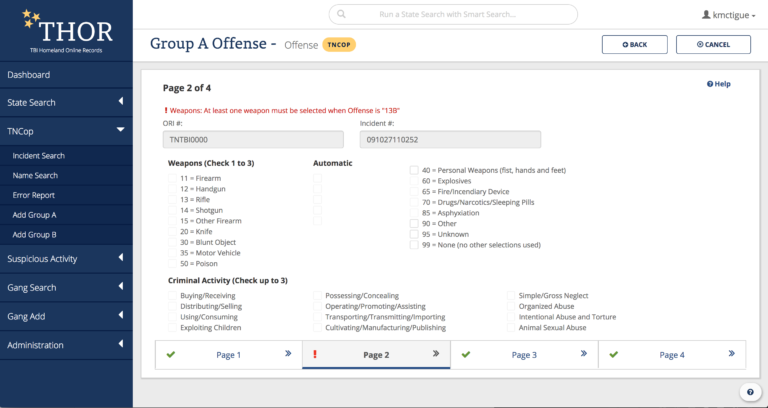 THOR
TBI Homeland Online Records
Run a State Search with Smart Search...
kmctigue
Group A Offense - Offense TNCOP
BACK
CANCEL
Dashboard
State Search
TNCop
Incident Search
Name Search
Error Report
Add Group A
Add Group B
Suspicious Activity
Gang Search
Gang Add
Administration
Page 2 of 4
Help
! Weapons: At least one weapon must be selected when Offense is "13B"
ORI #:
Incident #:
TNTBI0000
091027110252
Weapons (Check 1 to 3)
Automatic
11 = Firearm
12 = Handgun
13 = Rifle
14 = Shotgun
15 = Other Firearm
20 = Knife
30 = Blunt Object
35 = Motor Vehicle
50 = Poison
40 = Personal Weapons (fist, hands and feet)
60 = Explosives
65 = Fire/Incendiary Device
70 = Drugs/Narcotics/Sleeping Pills
85 = Asphyxiation
90 = Other
95 = Unknown
99 = None (no other selections used)
Criminal Activity (Check up to 3)
Buying/Receiving
Distributing/Selling
Using/Consuming
Exploiting Children
Possessing/Concealing
Operating/Promoting/Assisting
Transporting/Transmitting/Importing
Cultivating/Manufacturing/Publishing
Simple/Gross Neglect
Organized Abuse
Intentional Abuse and Torture
Animal Sexual Abuse
Page 1 »
! Page 2 »
Page 3 »
Page 4 »